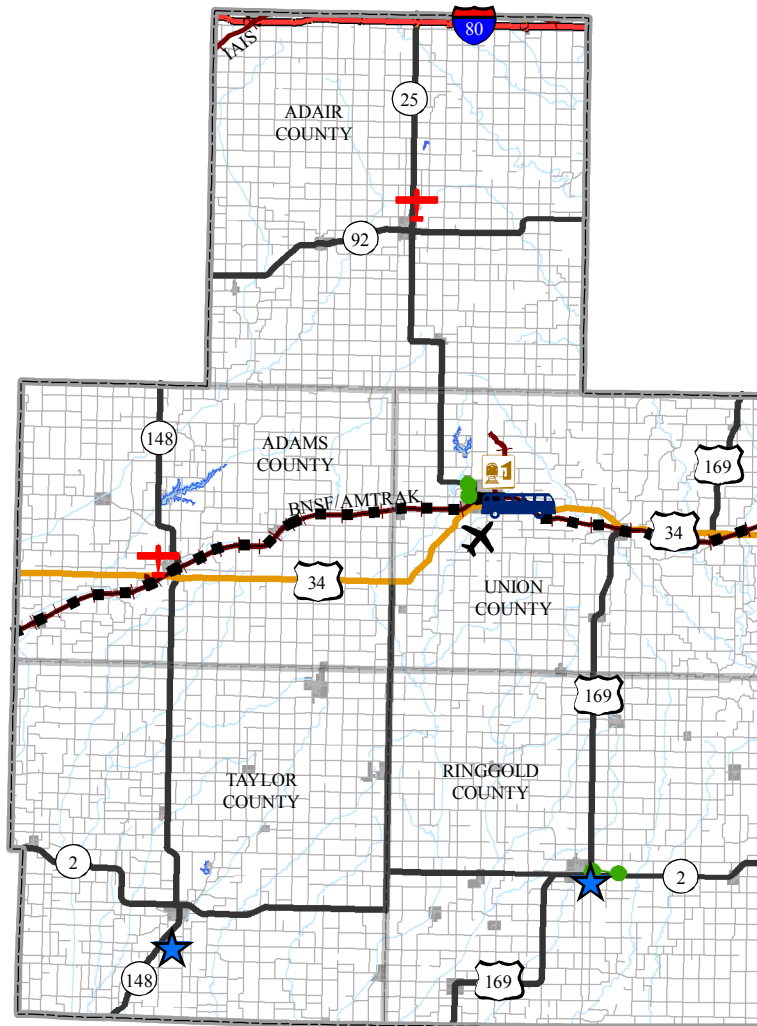 80
IAIS
25
ADAIR
COUNTY
92
148
ADAMS
COUNTY
169
BNSF/AMTRAK
34
34
UNION
COUNTY
169
TAYLOR
COUNTY
RINGGOLD
COUNTY
2
2
148
169